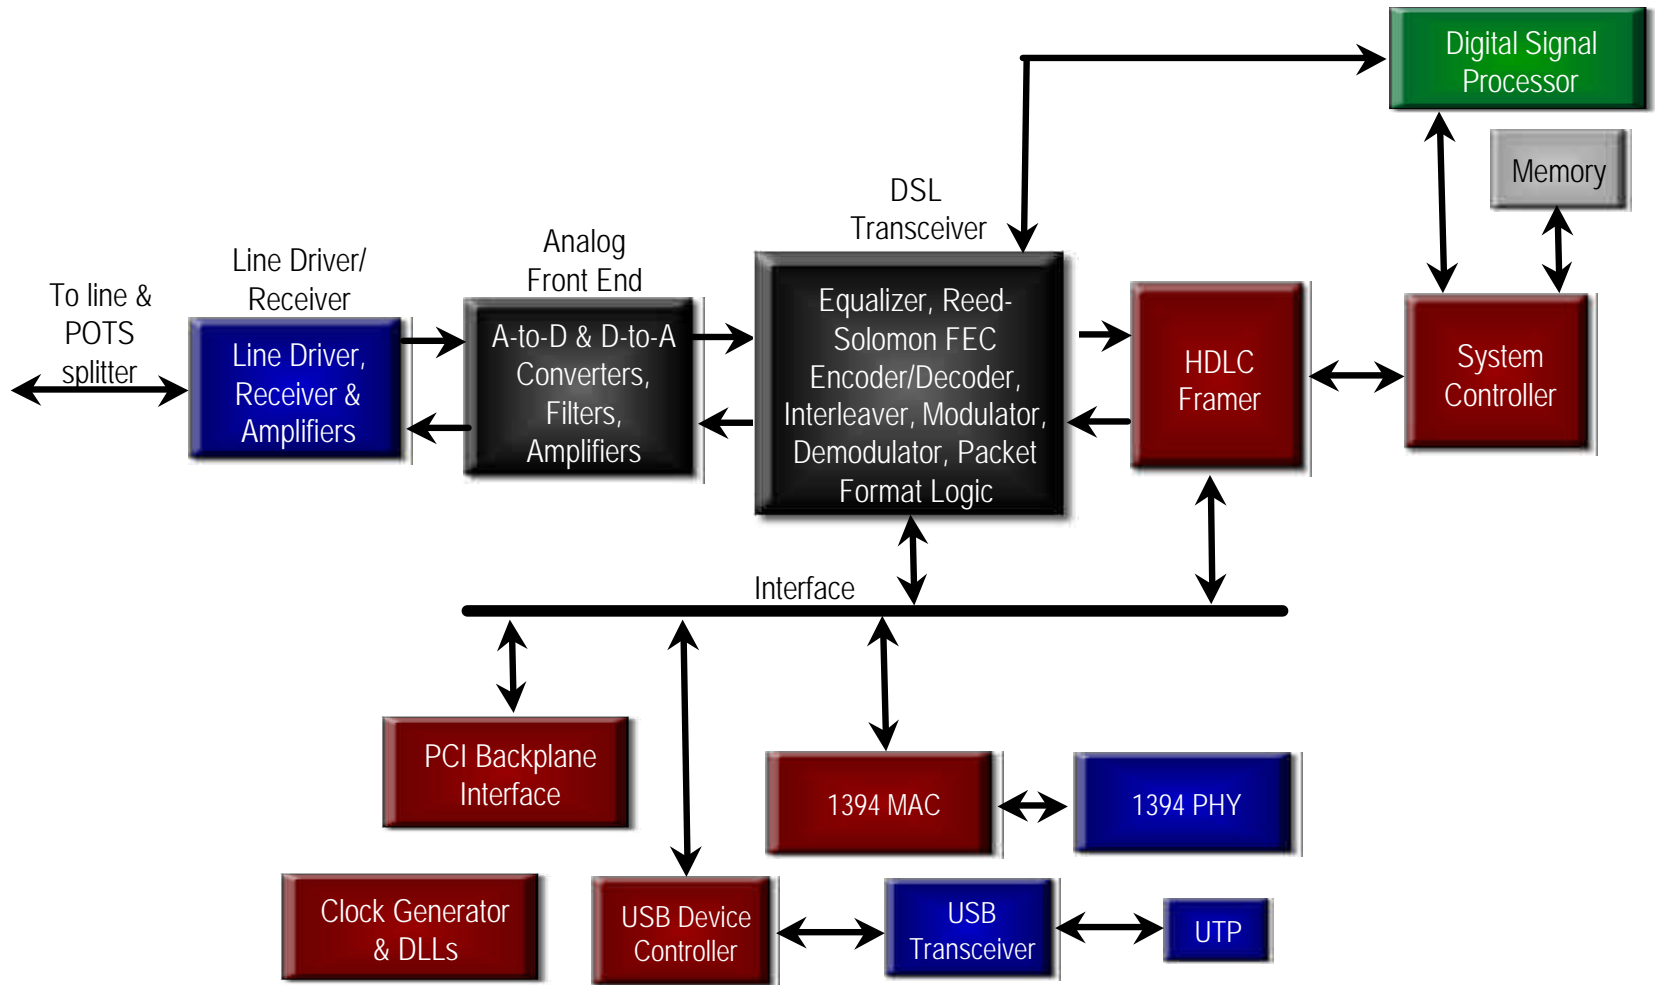 Digital Signal
Processor
Memory
DSL
Transceiver
Analog
Front End
Line Driver/
Receiver
To line &
POTS
splitter
Line Driver,
Receiver &
Amplifiers
A-to-D & D-to-A
Converters,
Filters,
Amplifiers
Equalizer, Reed-
Solomon FEC
Encoder/Decoder,
Interleaver, Modulator,
Demodulator, Packet
Format Logic
HDLC
Framer
System
Controller
Interface
PCI Backplane
Interface
1394 MAC
1394 PHY
Clock Generator
& DLLs
USB Device
Controller
USB
Transceiver
UTP